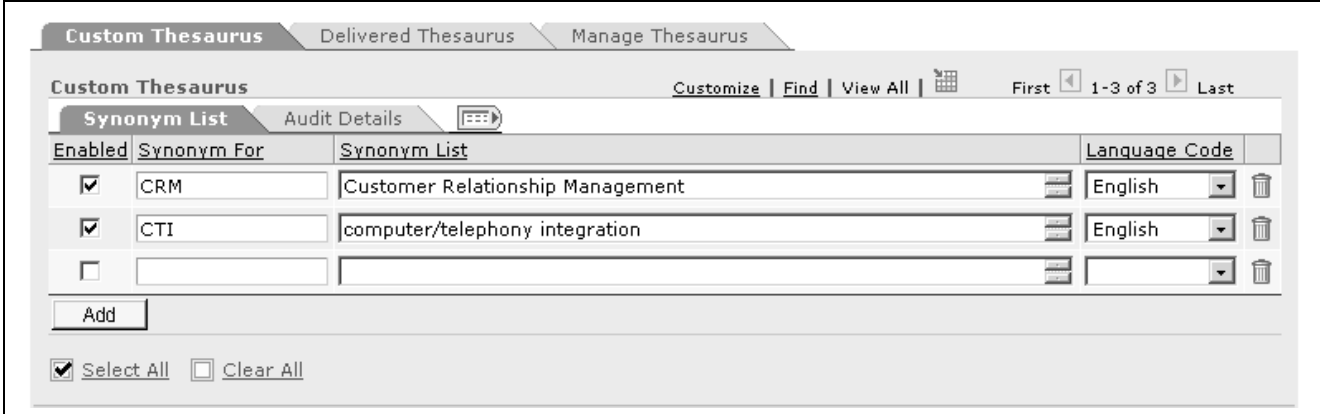 Custom Thesaurus Delivered Thesaurus Manage Thesaurus
Custom Thesaurus Customize | Find | View All | First 1-3 of 3 Last
Synonym List Audit Details
Enabled Synonym For Synonym List Language Code
CRM Customer Relationship Management English
CTI computer/telephony integration English
Add
Select All Clear All